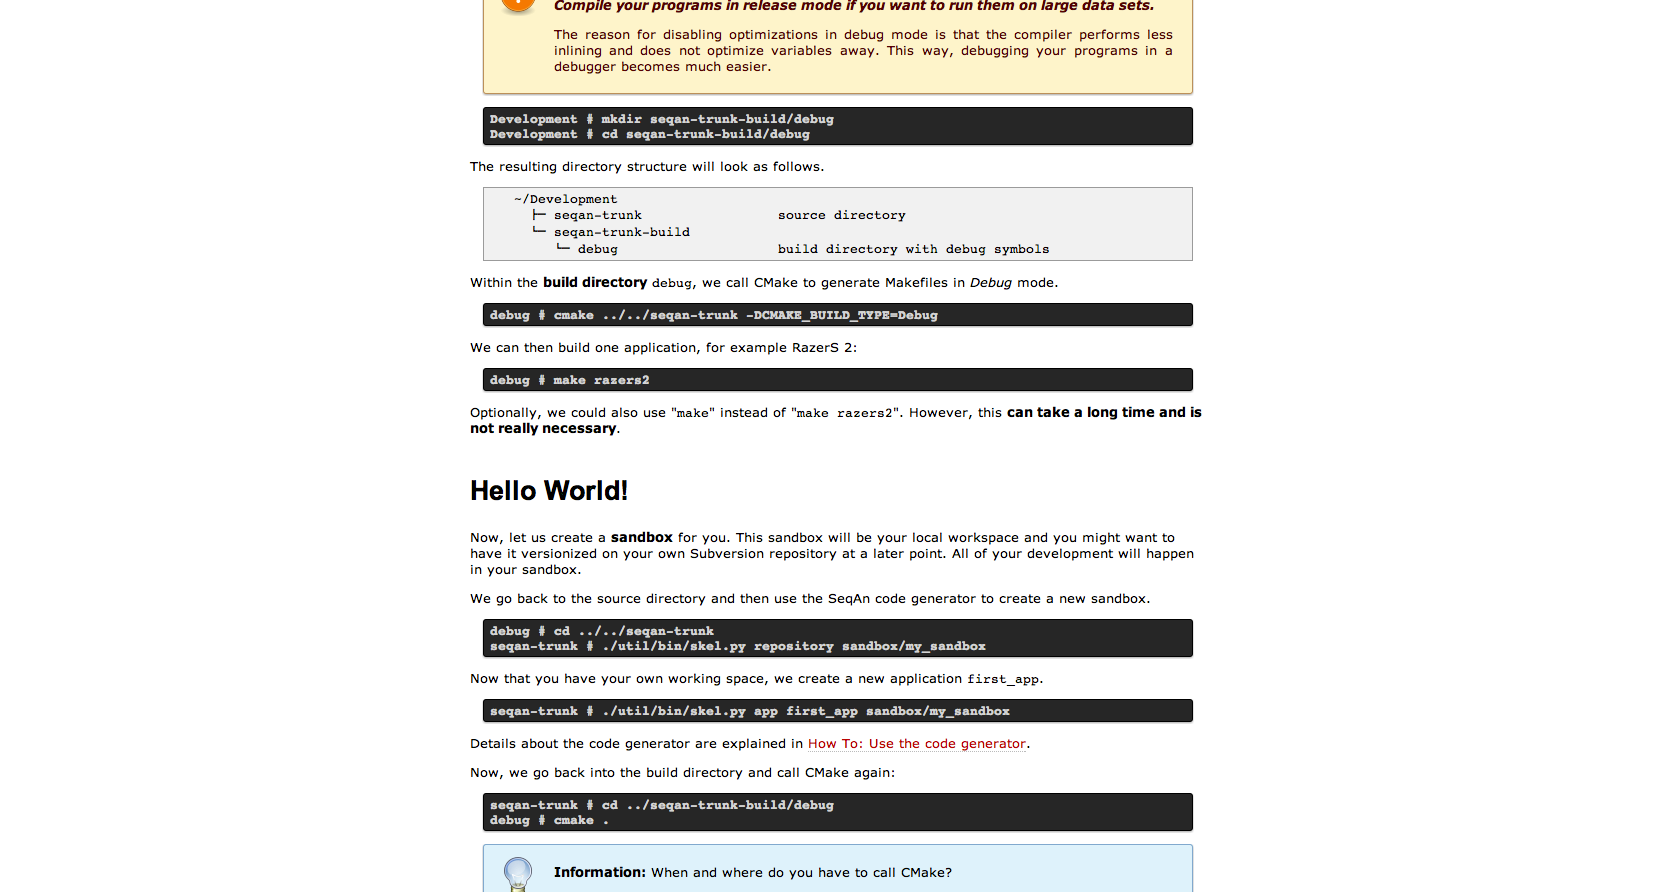 Compile your programs in release mode if you want to run them on large data sets.
The reason for disabling optimizations in debug mode is that the compiler performs less
inlining and does not optimize variables away. This way, debugging your programs in a
debugger becomes much easier.
Development # mkdir seqan-trunk-build/debug
Development # cd seqan-trunk-build/debug
The resulting directory structure will look as follows.
~/Development
├─ seqan-trunk source directory
└─ seqan-trunk-build
└─ debug build directory with debug symbols
Within the build directory debug, we call CMake to generate Makefiles in Debug mode.
debug # cmake ../../seqan-trunk -DCMAKE_BUILD_TYPE=Debug
We can then build one application, for example RazerS 2:
debug # make razers2
Optionally, we could also use "make" instead of "make razers2". However, this can take a long time and is
not really necessary.
Hello World!
Now, let us create a sandbox for you. This sandbox will be your local workspace and you might want to
have it versionized on your own Subversion repository at a later point. All of your development will happen
in your sandbox.
We go back to the source directory and then use the SeqAn code generator to create a new sandbox.
debug # cd ../../seqan-trunk
seqan-trunk # ./util/bin/skel.py repository sandbox/my_sandbox
Now that you have your own working space, we create a new application first_app.
seqan-trunk # ./util/bin/skel.py app first_app sandbox/my_sandbox
Details about the code generator are explained in How To: Use the code generator.
Now, we go back into the build directory and call CMake again:
seqan-trunk # cd ../seqan-trunk-build/debug
debug # cmake .
Information: When and where do you have to call CMake?